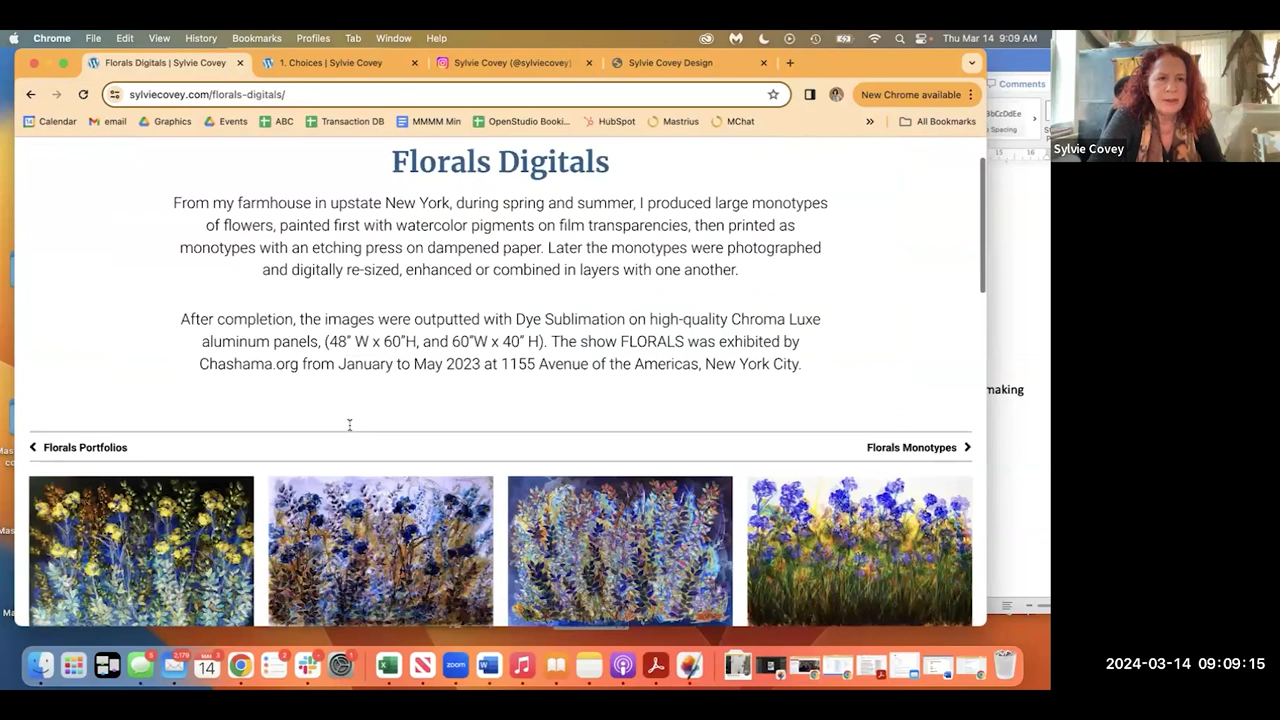 Chrome File Edit View History Bookmarks Profiles Tab Window Help Thu Mar 14 9:09 AM
Florals Digitals | Sylvie Covey 1. Choices | Sylvie Covey Sylvie Covey (@sylviecovey) Sylvie Covey Design
sylviecovey.com/florals-digitals/ New Chrome available
Calendar email Graphics Events ABC Transaction DB MMMM Min OpenStudio Booki... HubSpot Mastrius MChat » All Bookmarks
Florals Digitals
From my farmhouse in upstate New York, during spring and summer, I produced large monotypes
of flowers, painted first with watercolor pigments on film transparencies, then printed as
monotypes with an etching press on dampened paper. Later the monotypes were photographed
and digitally re-sized, enhanced or combined in layers with one another.
After completion, the images were outputted with Dye Sublimation on high-quality Chroma Luxe
aluminum panels, (48” W x 60”H, and 60”W x 40” H). The show FLORALS was exhibited by
Chashama.org from January to May 2023 at 1155 Avenue of the Americas, New York City.
Florals Portfolios Florals Monotypes
Comments
Spacing
15 16
making
Sylvie Covey
2,179
14
zoom
2024-03-14 09:09:15